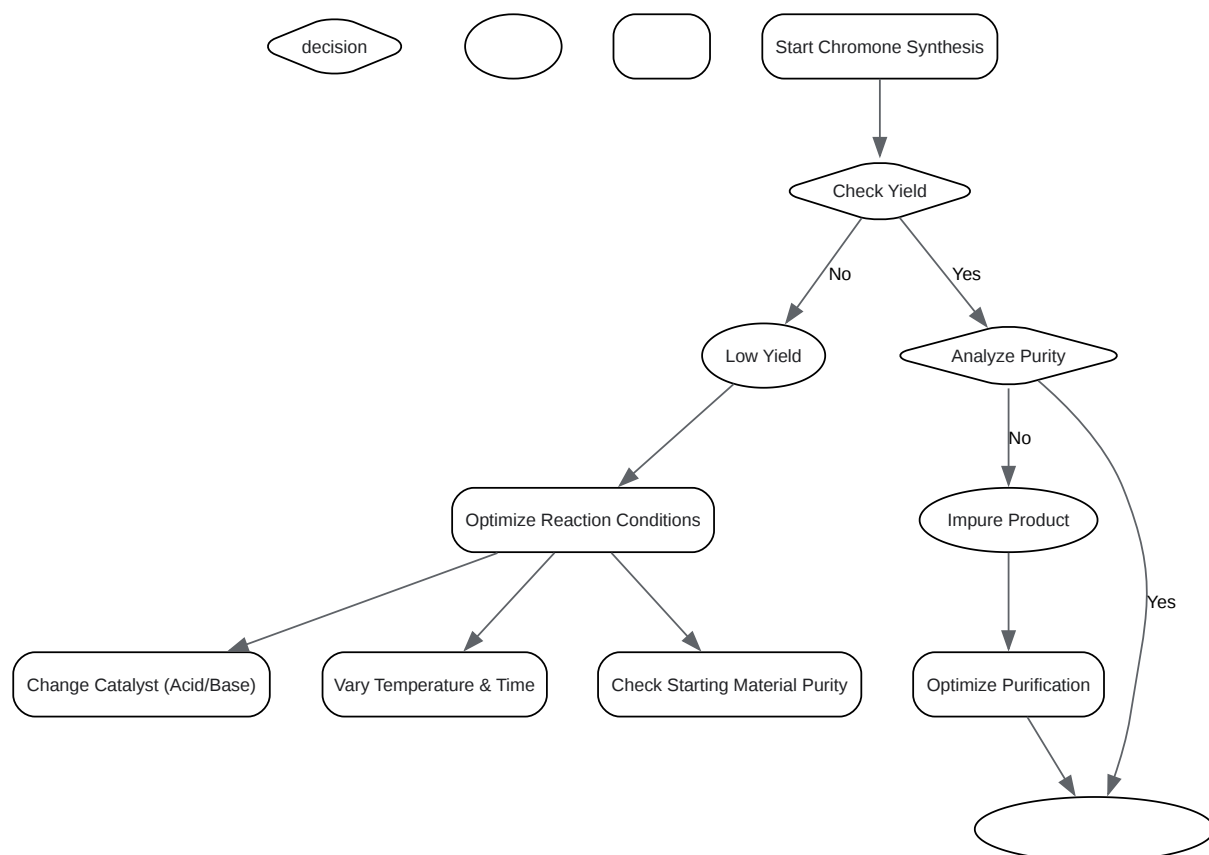 decision
Start Chromone Synthesis
Check Yield
No
Yes
Low Yield
Analyze Purity
No
Optimize Reaction Conditions
Impure Product
Yes
Change Catalyst (Acid/Base)
Vary Temperature & Time
Check Starting Material Purity
Optimize Purification